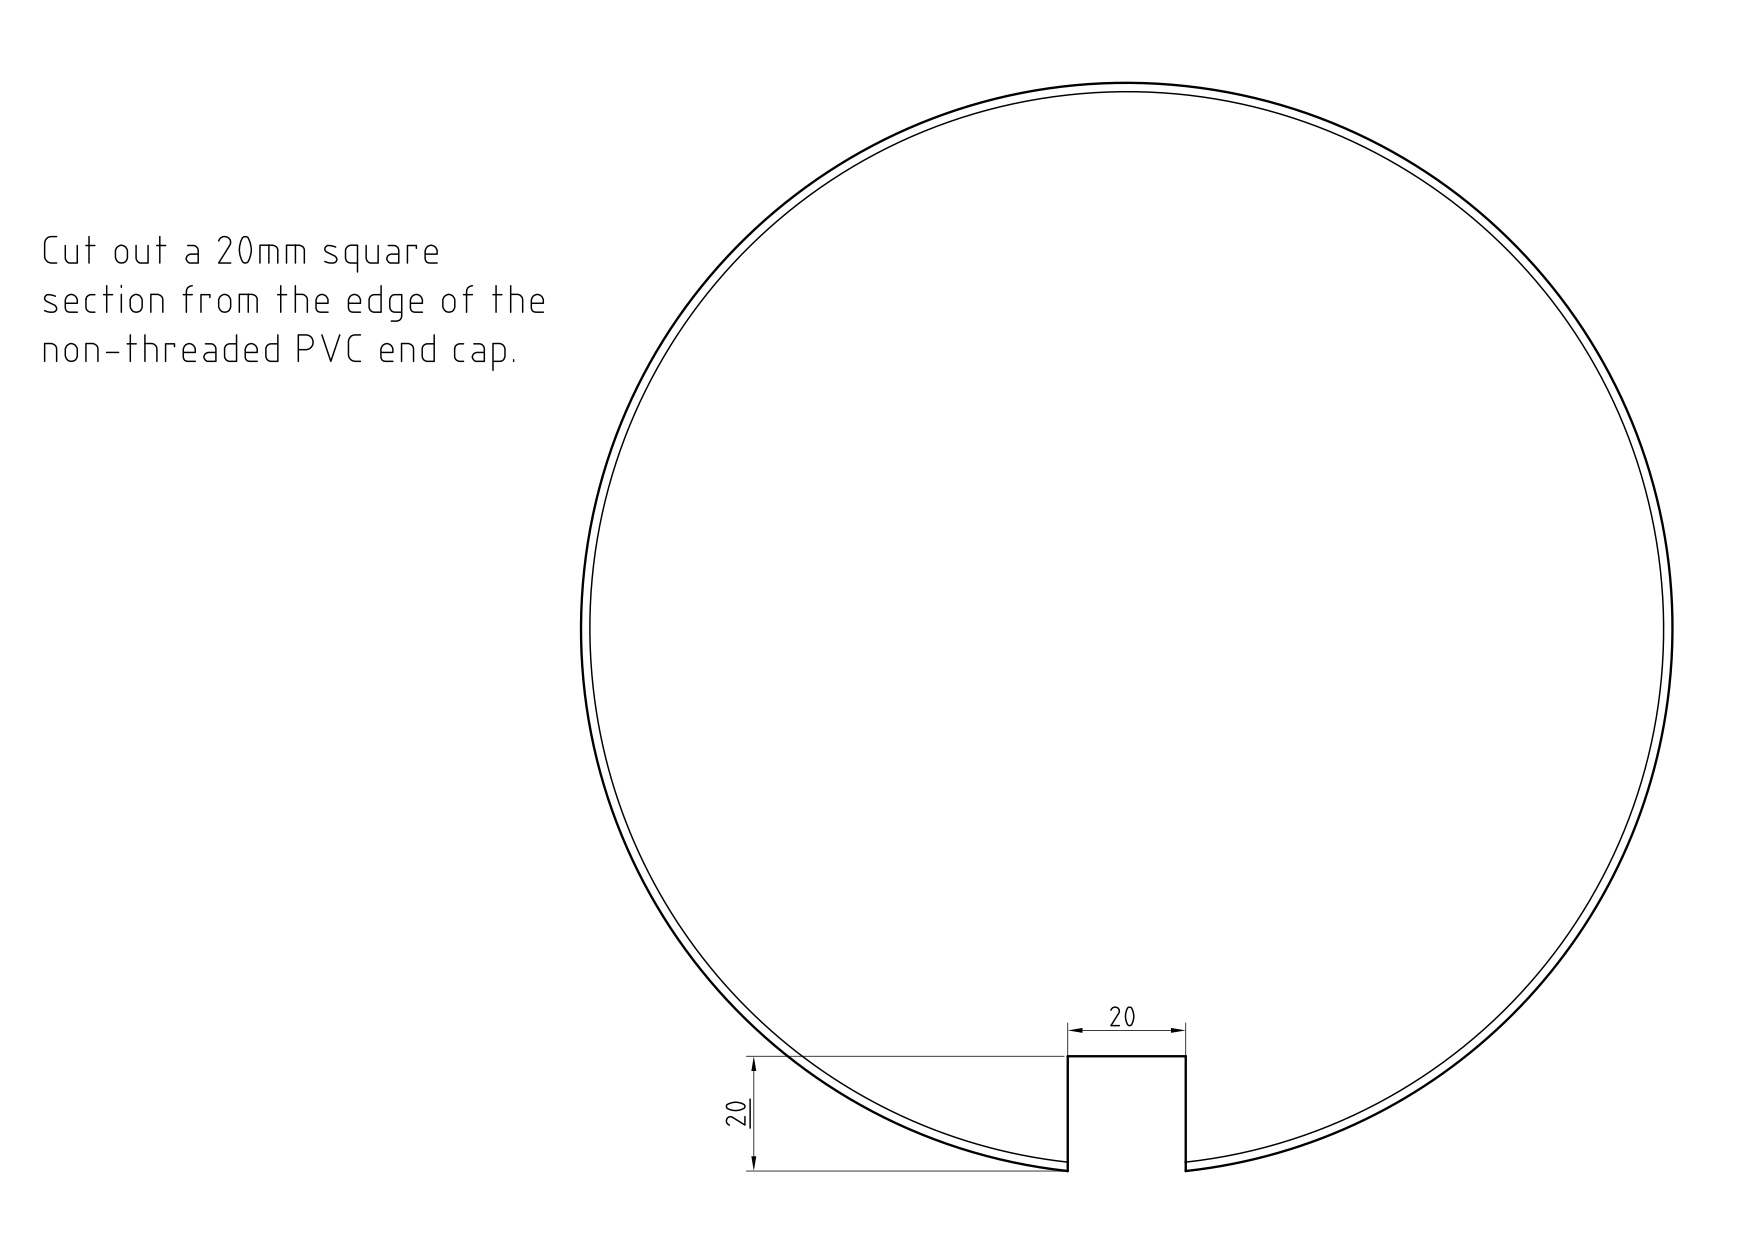 Cut out a 20mm square
section from the edge of the
non-threaded PVC end cap.
20
20